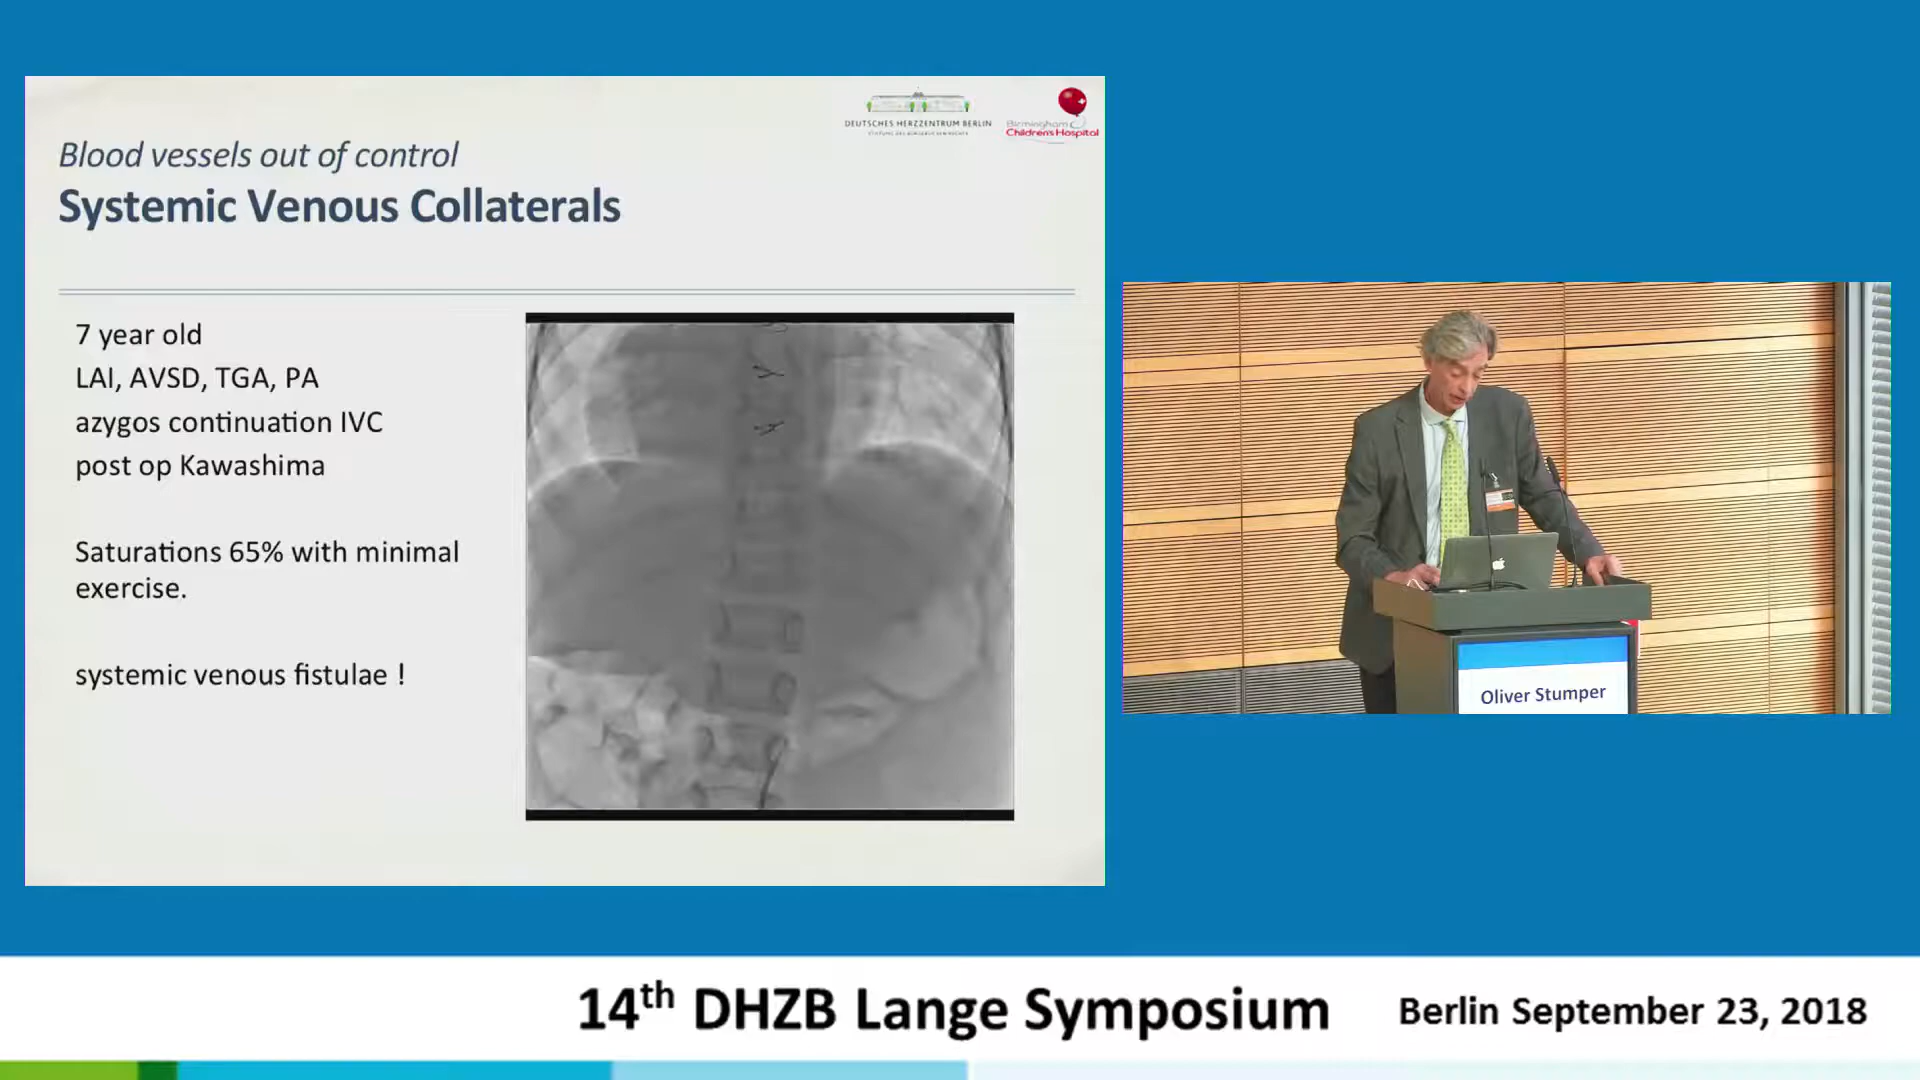 DEUTSCHES HERZZENTRUM BERLIN
Birmingham
Children's Hospital
Blood vessels out of control
Systemic Venous Collaterals
7 year old
LAI, AVSD, TGA, PA
azygos continuation IVC
post op Kawashima
Saturations 65% with minimal
exercise.
systemic venous fistulae !
Oliver Stumper
14th DHZB Lange Symposium
Berlin September 23, 2018